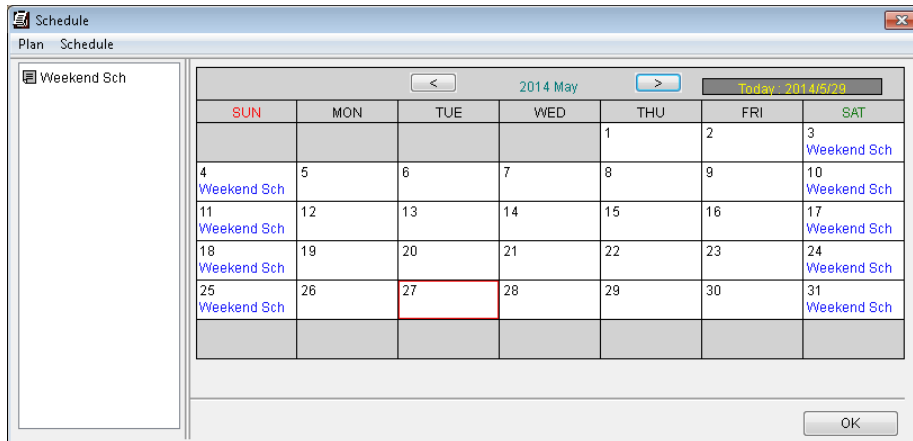 Schedule
Plan Schedule
Weekend Sch
< 2014 May > Today : 2014/5/29
SUN MON TUE WED THU FRI SAT
1 2 3
Weekend Sch
4 5 6 7 8 9 10
Weekend Sch Weekend Sch
11 12 13 14 15 16 17
Weekend Sch Weekend Sch
18 19 20 21 22 23 24
Weekend Sch Weekend Sch
25 26 27 28 29 30 31
Weekend Sch Weekend Sch
OK